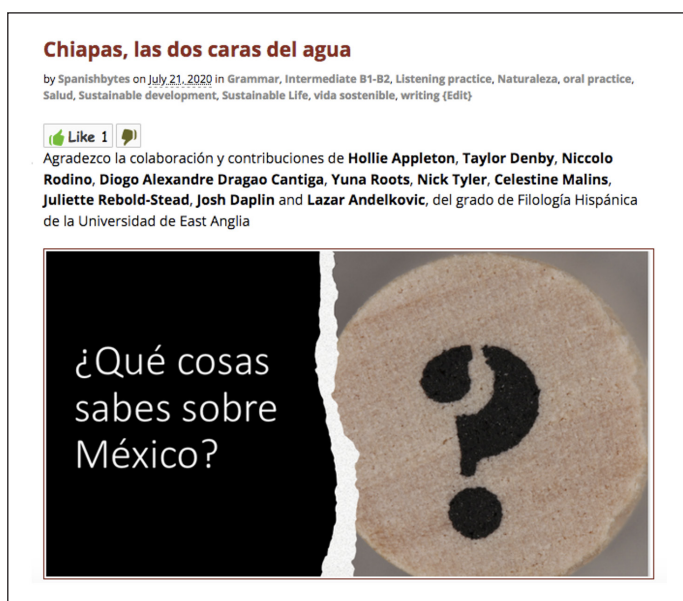 Chiapas, las dos caras del agua
by Spanishbytes on July 21, 2020 in Grammar, Intermediate B1-B2, Listening practice, Naturaleza, oral practice,
Salud, Sustainable development, Sustainable Life, vida sostenible, writing {Edit}
Like 1
Agradezco la colaboración y contribuciones de Hollie Appleton, Taylor Denby, Niccolo
Rodino, Diogo Alexandre Dragao Cantiga, Yuna Roots, Nick Tyler, Celestine Malins,
Juliette Rebold-Stead, Josh Daplin and Lazar Andelkovic, del grado de Filología Hispánica
de la Universidad de East Anglia
¿Qué cosas
sabes sobre
México?
?